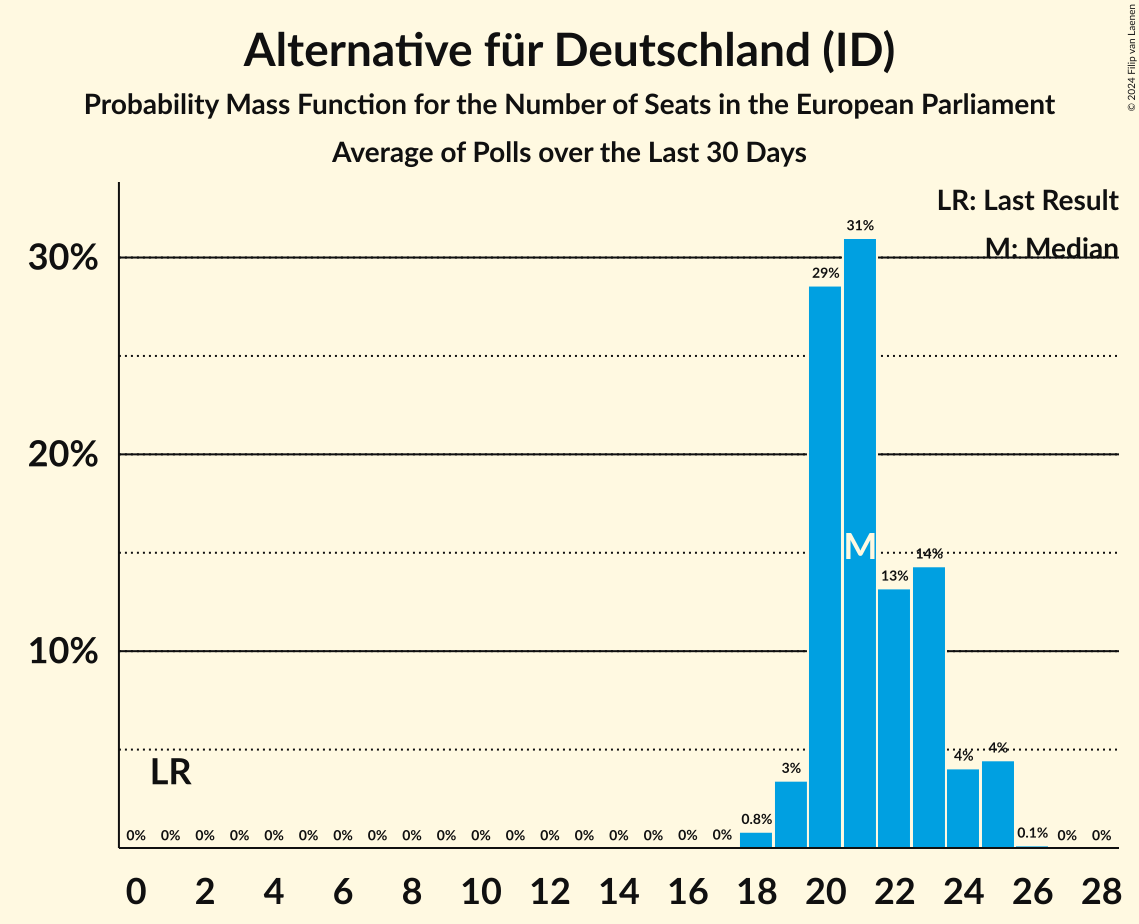 Alternative für Deutschland (ID)
Probability Mass Function for the Number of Seats in the European Parliament
Average of Polls over the Last 30 Days
© 2024 Filip van Laenen
LR: Last Result
M: Median
31%
30%
29%
20%
M
14%
13%
10%
LR
4%
4%
3%
0.8%
0% 0% 0% 0% 0% 0% 0% 0% 0% 0% 0% 0% 0% 0% 0% 0% 0% 0% 0.1% 0% 0%
0 2 4 6 8 10 12 14 16 18 20 22 24 26 28